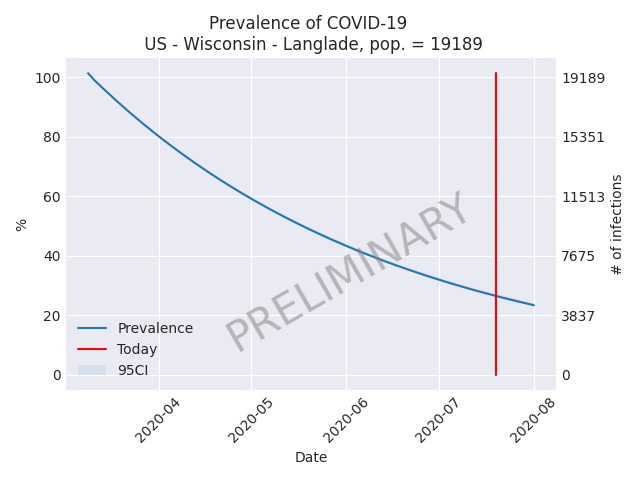 Prevalence of COVID-19
US - Wisconsin - Langlade, pop. = 19189
100
80
60
40
20
0
%
19189
15351
11513
7675
3837
0
# of infections
PRELIMINARY
Prevalence
Today
95CI
2020-04
2020-05
2020-06
2020-07
2020-08
Date